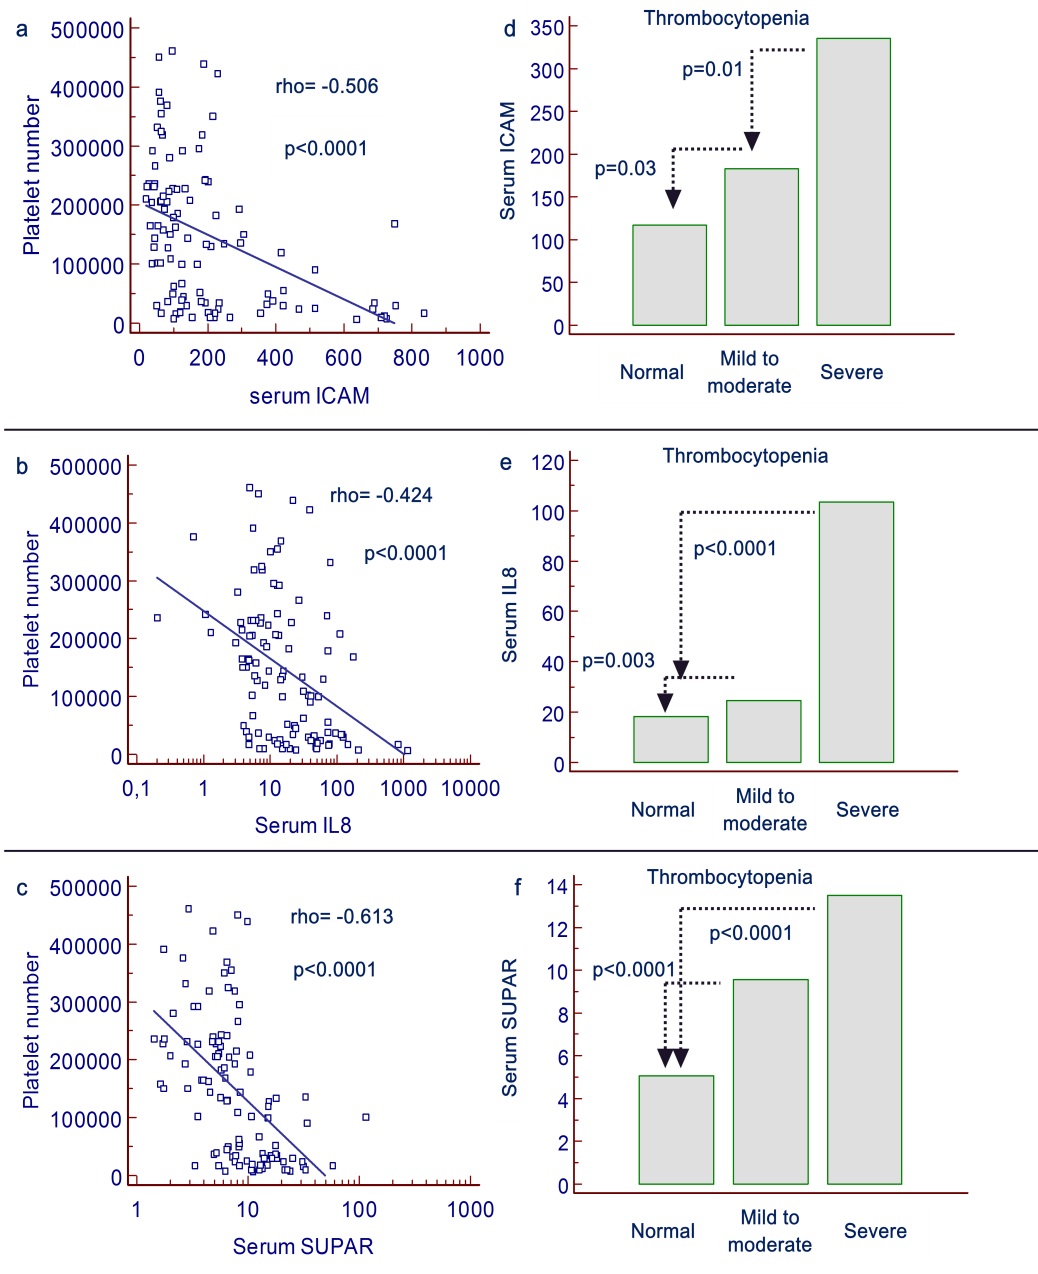 a
500000
400000
300000
200000
100000
0
Platelet number
rho= -0.506
p<0.0001
0 200 400 600 800 1000
serum ICAM
d
Thrombocytopenia
350
300
250
200
150
100
50
0
Serum ICAM
p=0.01
p=0.03
Normal
Mild to
moderate
Severe
b
500000
400000
300000
200000
100000
0
Platelet number
rho= -0.424
p<0.0001
0,1 1 10 100 1000 10000
Serum IL8
e
Thrombocytopenia
120
100
80
60
40
20
0
Serum IL8
p<0.0001
p=0.003
Normal
Mild to
moderate
Severe
c
500000
400000
300000
200000
100000
0
Platelet number
rho= -0.613
p<0.0001
1 10 100 1000
Serum SUPAR
f
Thrombocytopenia
14
12
10
8
6
4
2
0
Serum SUPAR
p<0.0001
p<0.0001
Normal
Mild to
moderate
Severe